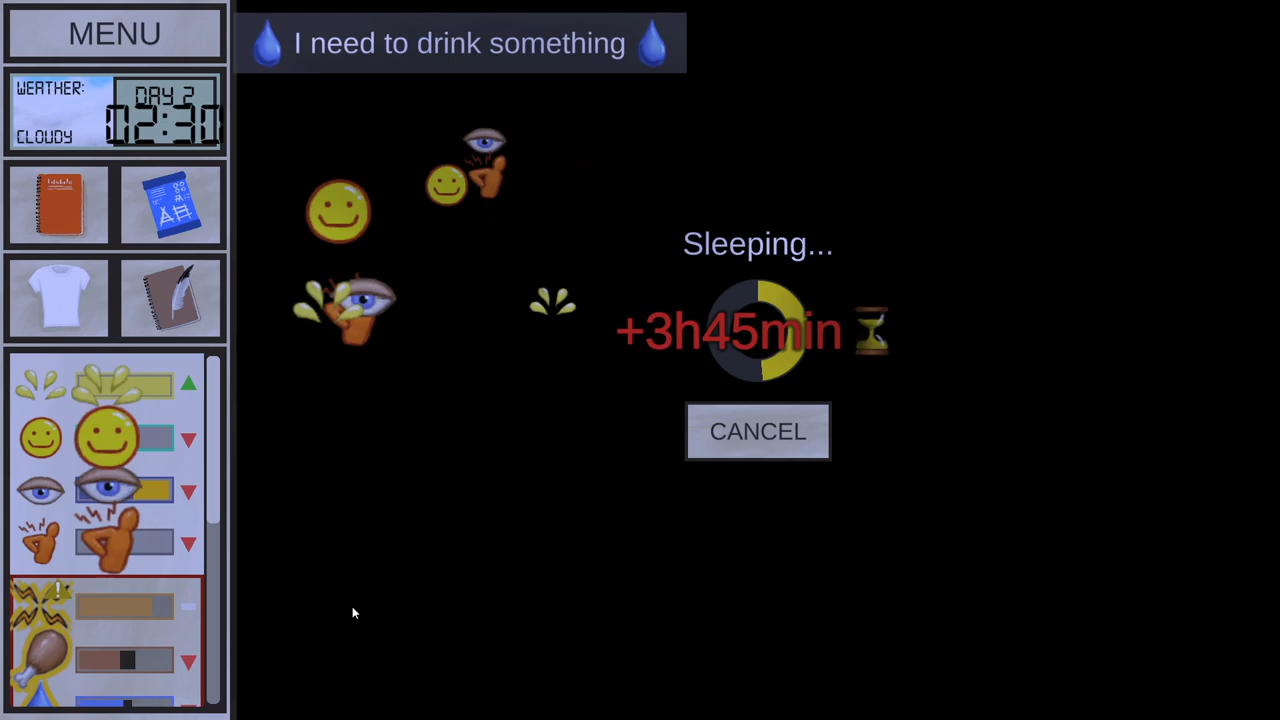 MENU
I need to drink something
WEATHER:
CLOUDY
DAY 2
02:30
Sleeping...
+3h45min
CANCEL